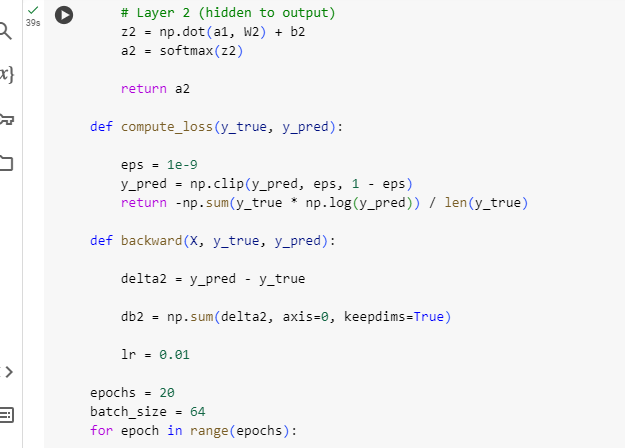 39s
# Layer 2 (hidden to output)
z2 = np.dot(a1, W2) + b2
a2 = softmax(z2)
return a2
def compute_loss(y_true, y_pred):
eps = 1e-9
y_pred = np.clip(y_pred, eps, 1 - eps)
return -np.sum(y_true * np.log(y_pred)) / len(y_true)
def backward(X, y_true, y_pred):
delta2 = y_pred - y_true
db2 = np.sum(delta2, axis=0, keepdims=True)
lr = 0.01
epochs = 20
batch_size = 64
for epoch in range(epochs):